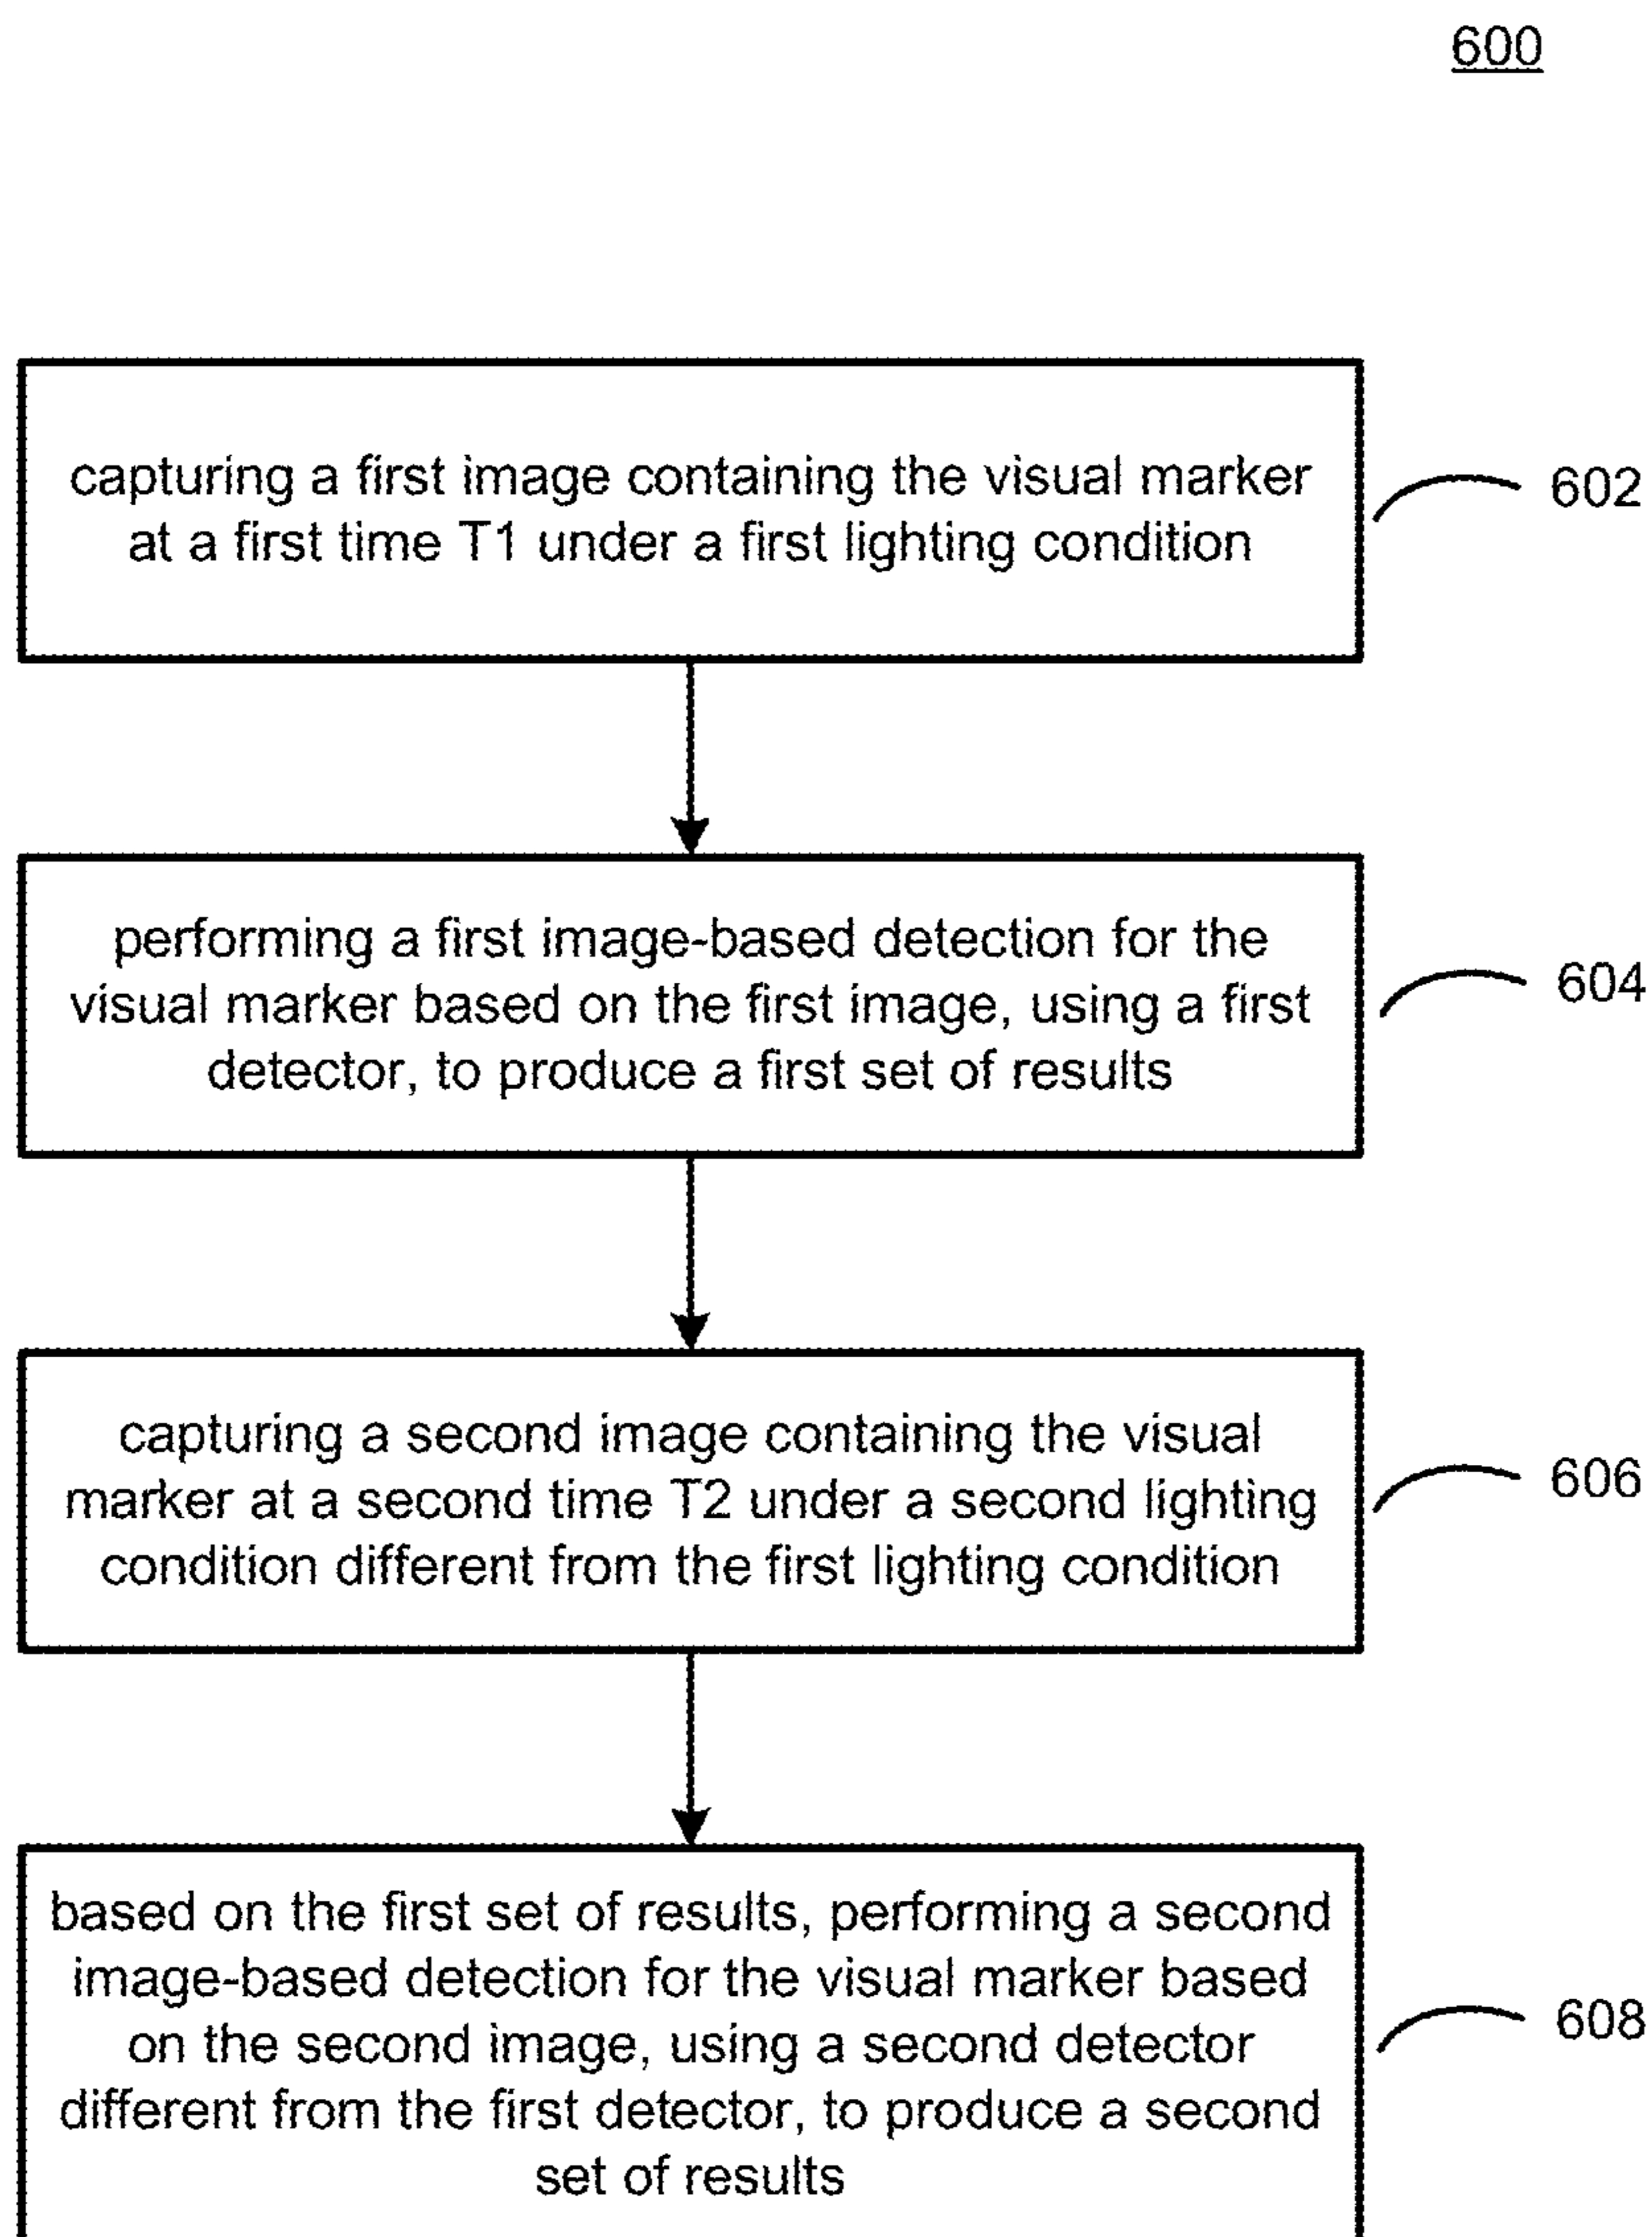 600
capturing a first image containing the visual marker
at a first time T1 under a first lighting condition
602
performing a first image-based detection for the
visual marker based on the first image, using a first
detector, to produce a first set of results
604
capturing a second image containing the visual
marker at a second time T2 under a second lighting
condition different from the first lighting condition
606
based on the first set of results, performing a second
image-based detection for the visual marker based
on the second image, using a second detector
different from the first detector, to produce a second
set of results
608